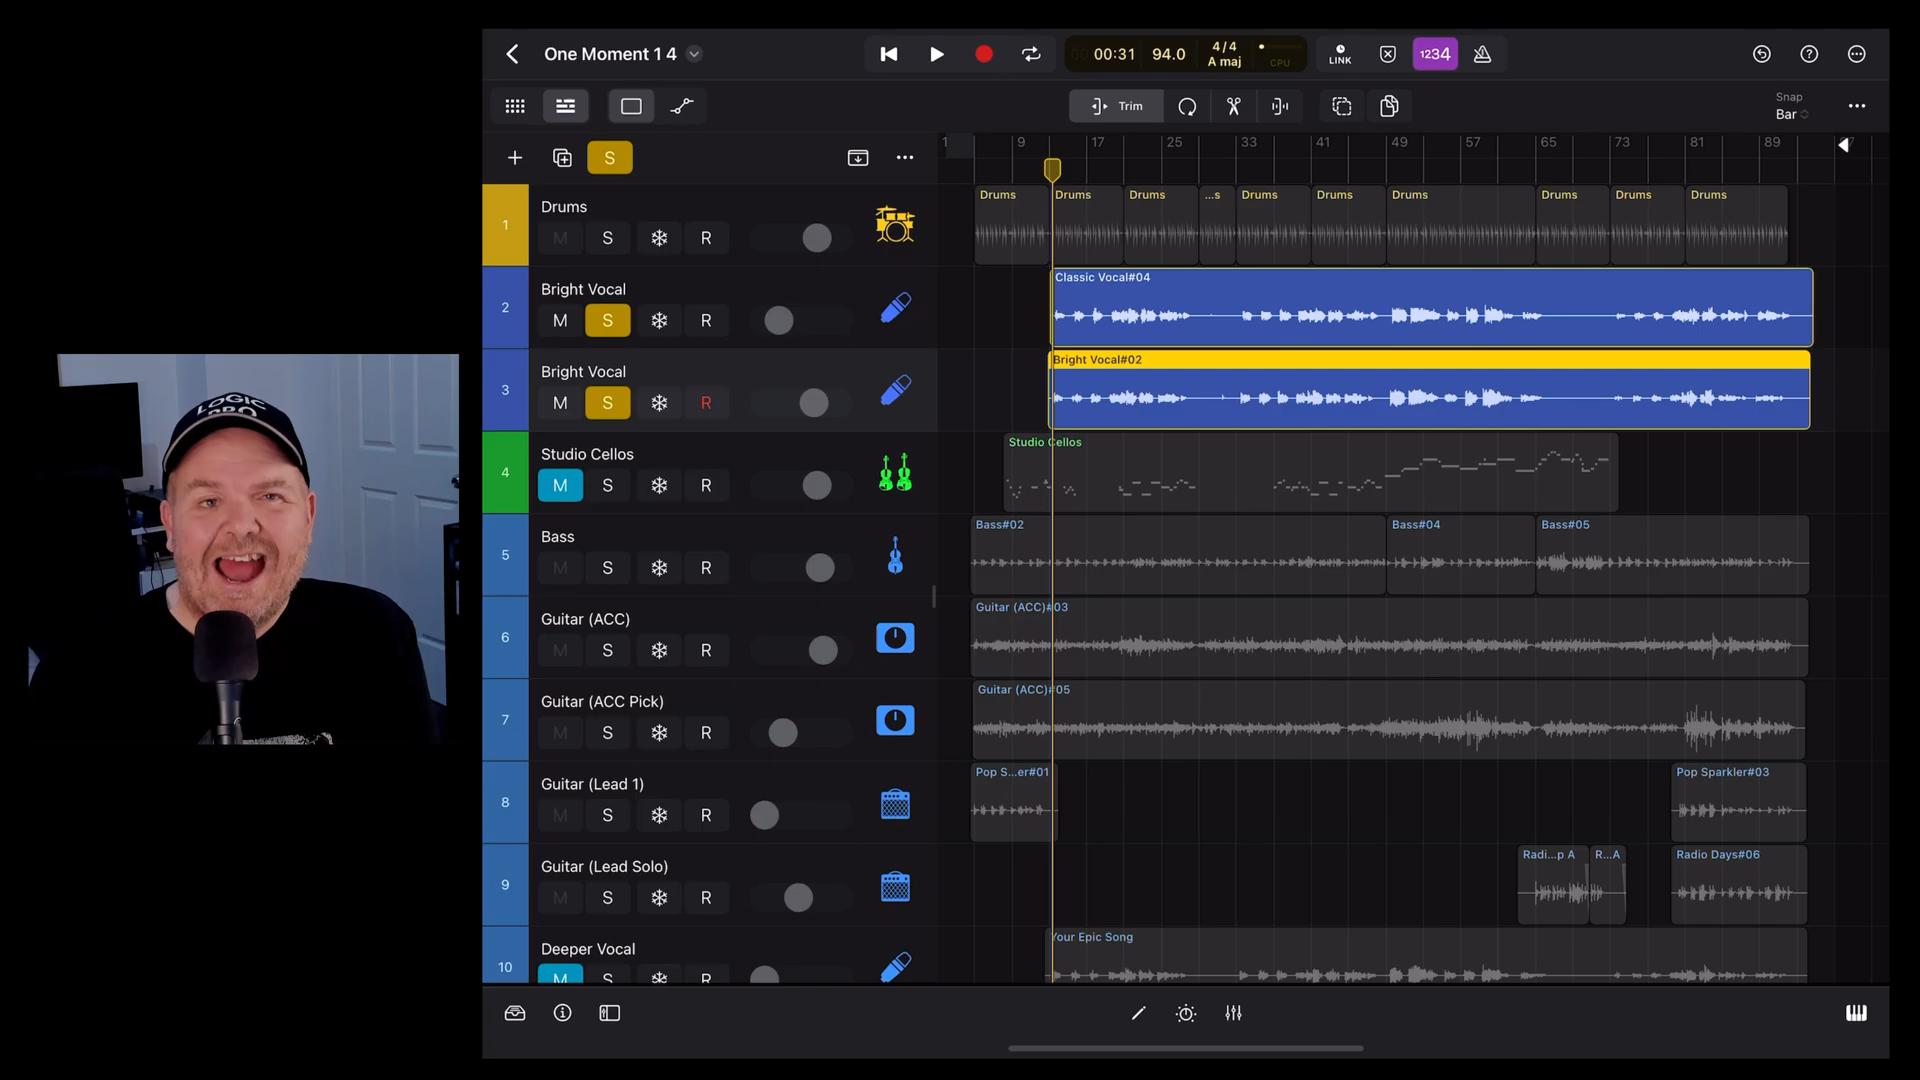 One Moment 1 4
00:31
94.0
4/4
A maj
CPU
LINK
1234
Trim
Snap
Bar
S
1
9
17
25
33
41
49
57
65
73
81
89
LOGIC
PRO
1
Drums
M S R
Drums
Drums
Drums
...s
Drums
Drums
Drums
Drums
Drums
Drums
2
Bright Vocal
M S R
Classic Vocal#04
3
Bright Vocal
M S R
Bright Vocal#02
4
Studio Cellos
M S R
Studio Cellos
5
Bass
M S R
Bass#02
Bass#04
Bass#05
6
Guitar (ACC)
M S R
Guitar (ACC)#03
7
Guitar (ACC Pick)
M S R
Guitar (ACC)#05
8
Guitar (Lead 1)
M S R
Pop S...er#01
Pop Sparkler#03
9
Guitar (Lead Solo)
M S R
Radi...p A
R...A
Radio Days#06
10
Deeper Vocal
M S R
Your Epic Song